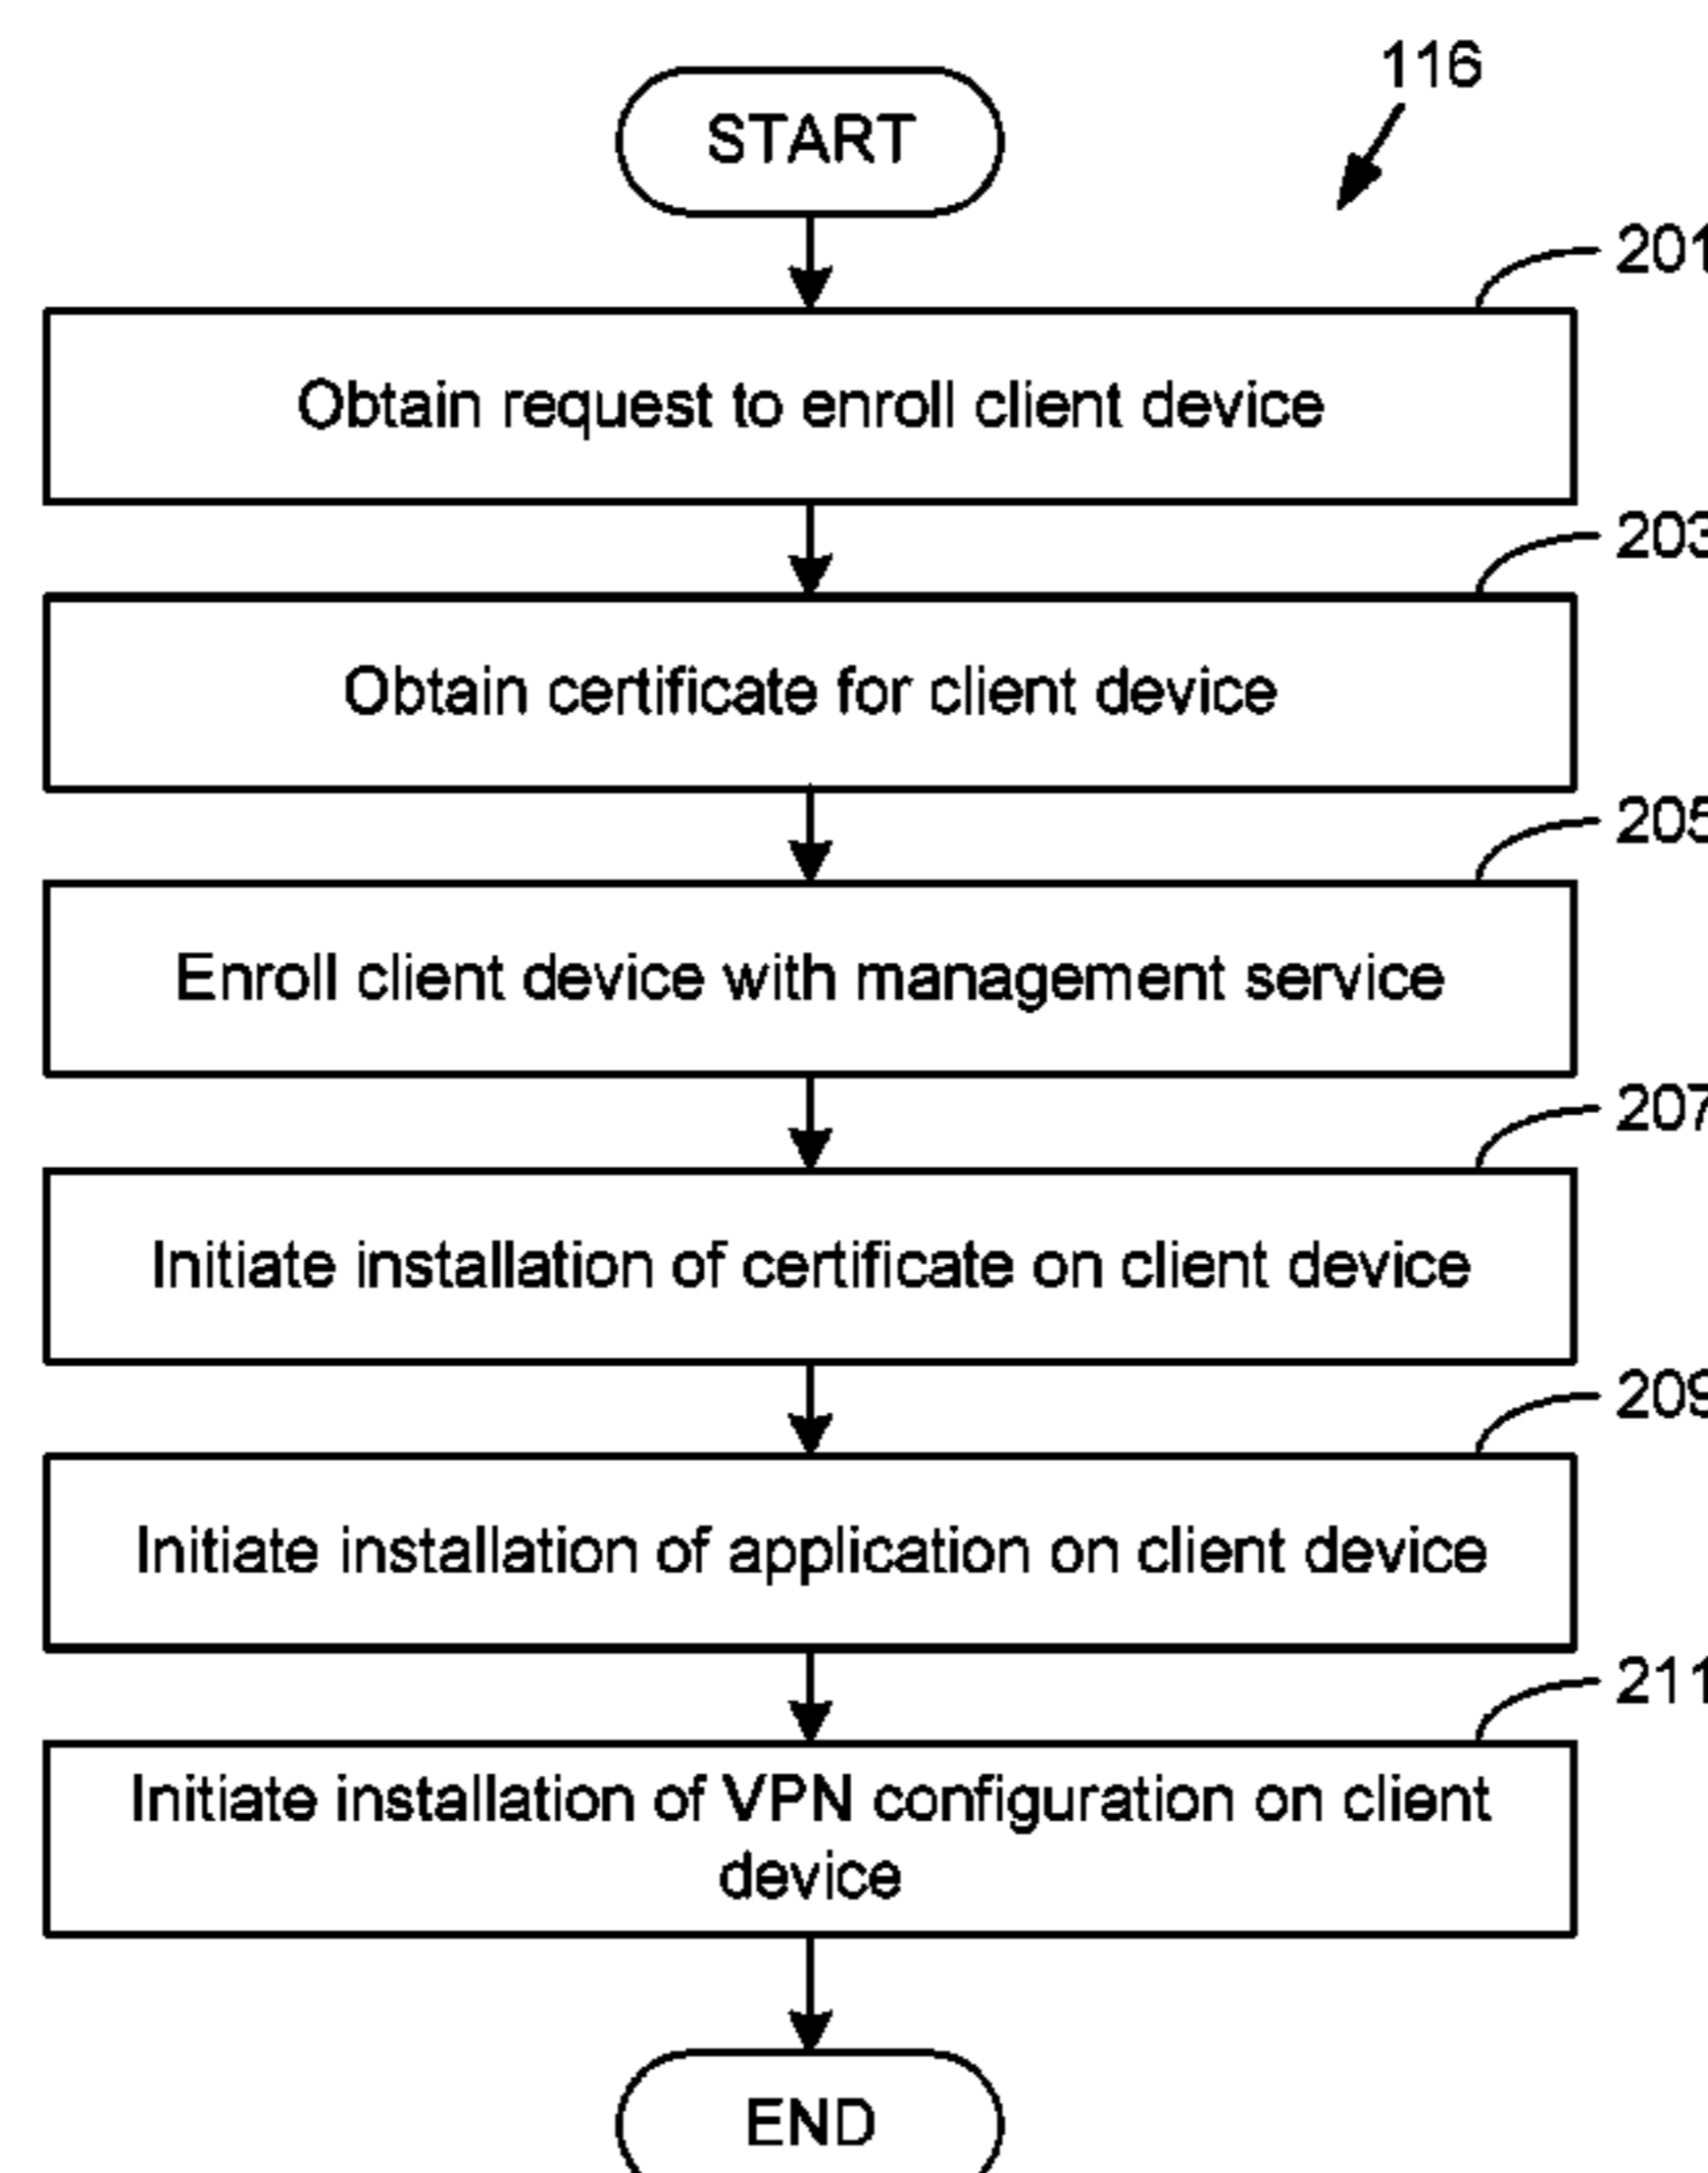 116
START
201
Obtain request to enroll client device
203
Obtain certificate for client device
205
Enroll client device with management service
207
Initiate installation of certificate on client device
209
Initiate installation of application on client device
211
Initiate installation of VPN configuration on client
device
END